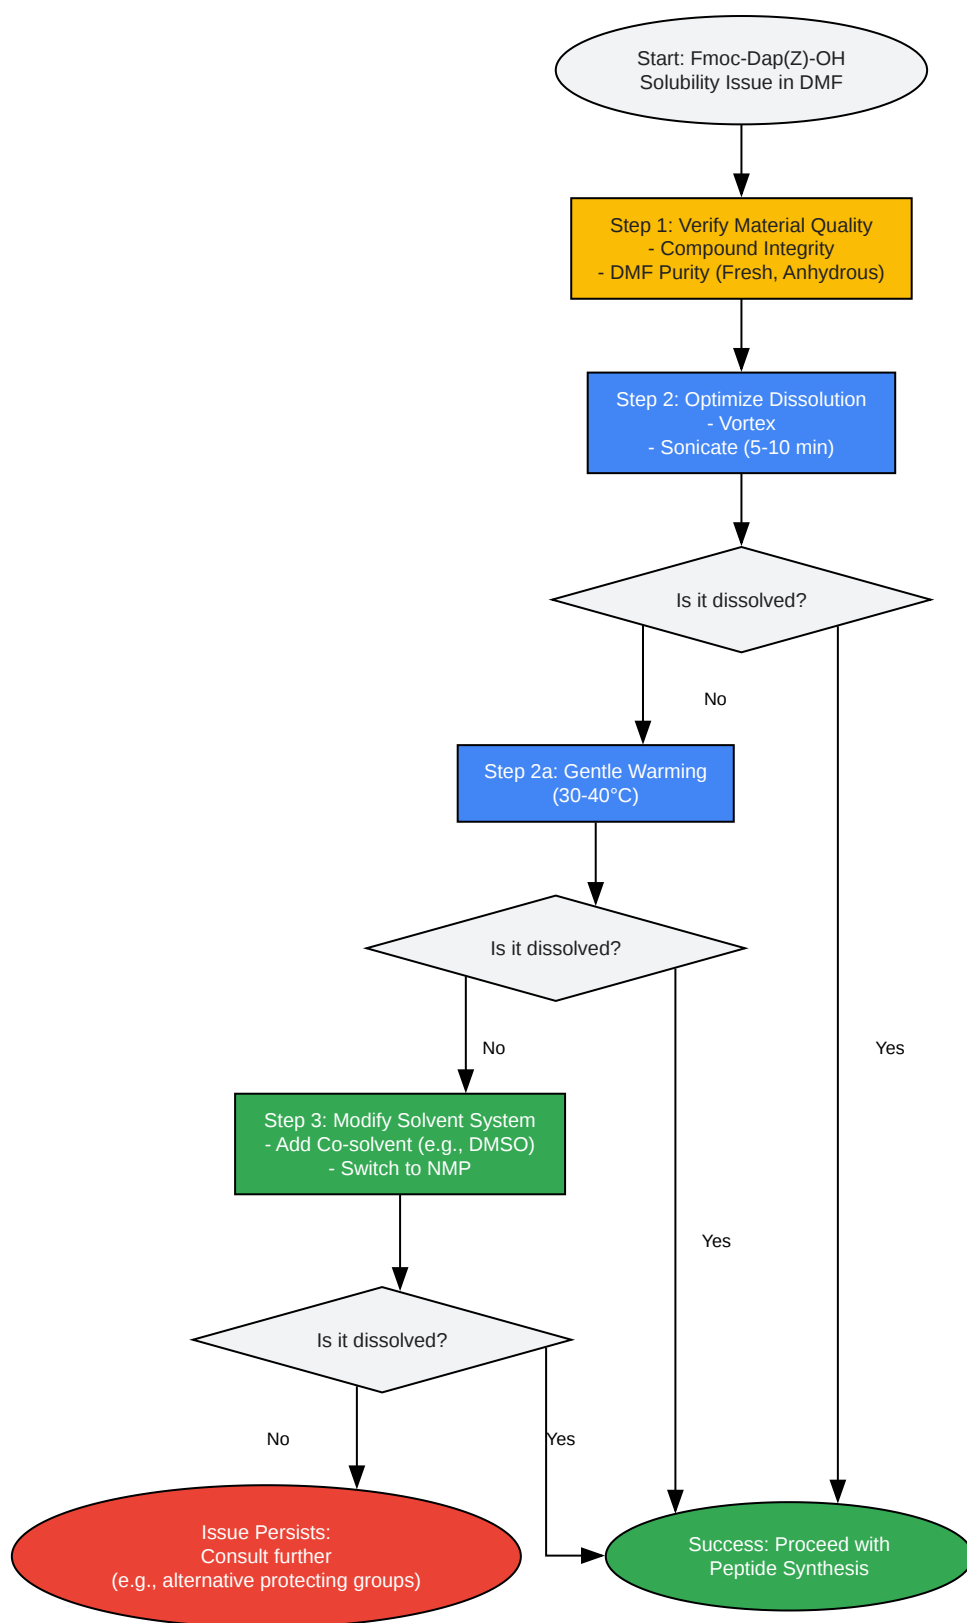 Start: Fmoc-Dap(Z)-OH
Solubility Issue in DMF
Step 1: Verify Material Quality
- Compound Integrity
- DMF Purity (Fresh, Anhydrous)
Step 2: Optimize Dissolution
- Vortex
- Sonicate (5-10 min)
Is it dissolved?
No
Step 2a: Gentle Warming
(30-40°C)
Is it dissolved?
No
Yes
Step 3: Modify Solvent System
- Add Co-solvent (e.g., DMSO)
- Switch to NMP
Yes
Is it dissolved?
No
Yes
Issue Persists:
Consult further
(e.g., alternative protecting groups)
Success: Proceed with
Peptide Synthesis